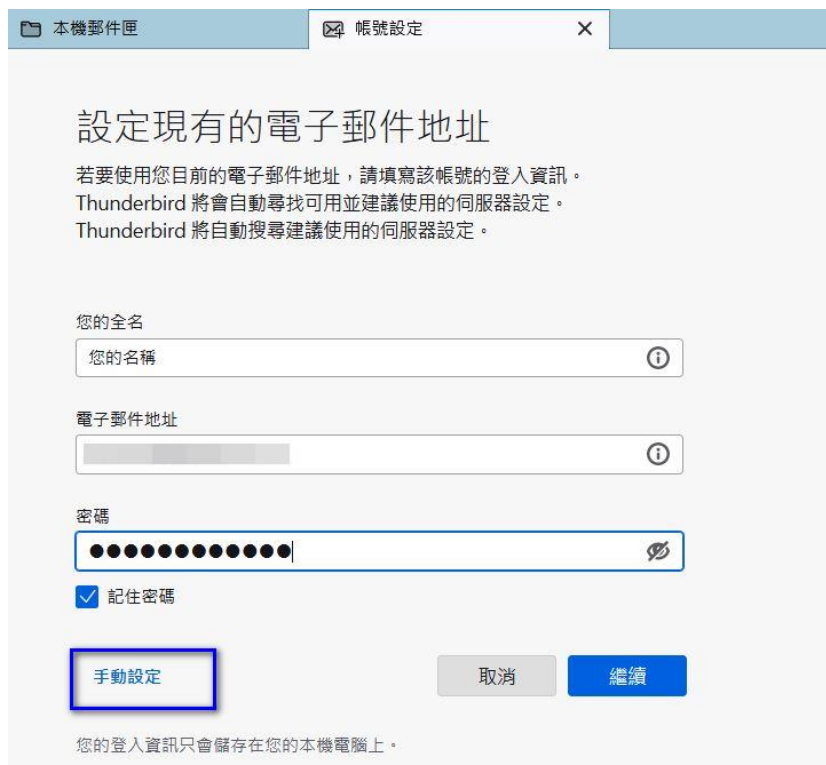 本機郵件匣
帳號設定
設定現有的電子郵件地址
若要使用您目前的電子郵件地址，請填寫該帳號的登入資訊。
Thunderbird 將會自動尋找可用並建議使用的伺服器設定。
Thunderbird 將自動搜尋建議使用的伺服器設定。
您的全名
您的名稱
電子郵件地址
密碼
●●●●●●●●●●●●
記住密碼
手動設定
取消
繼續
您的登入資訊只會儲存在您的本機電腦上。